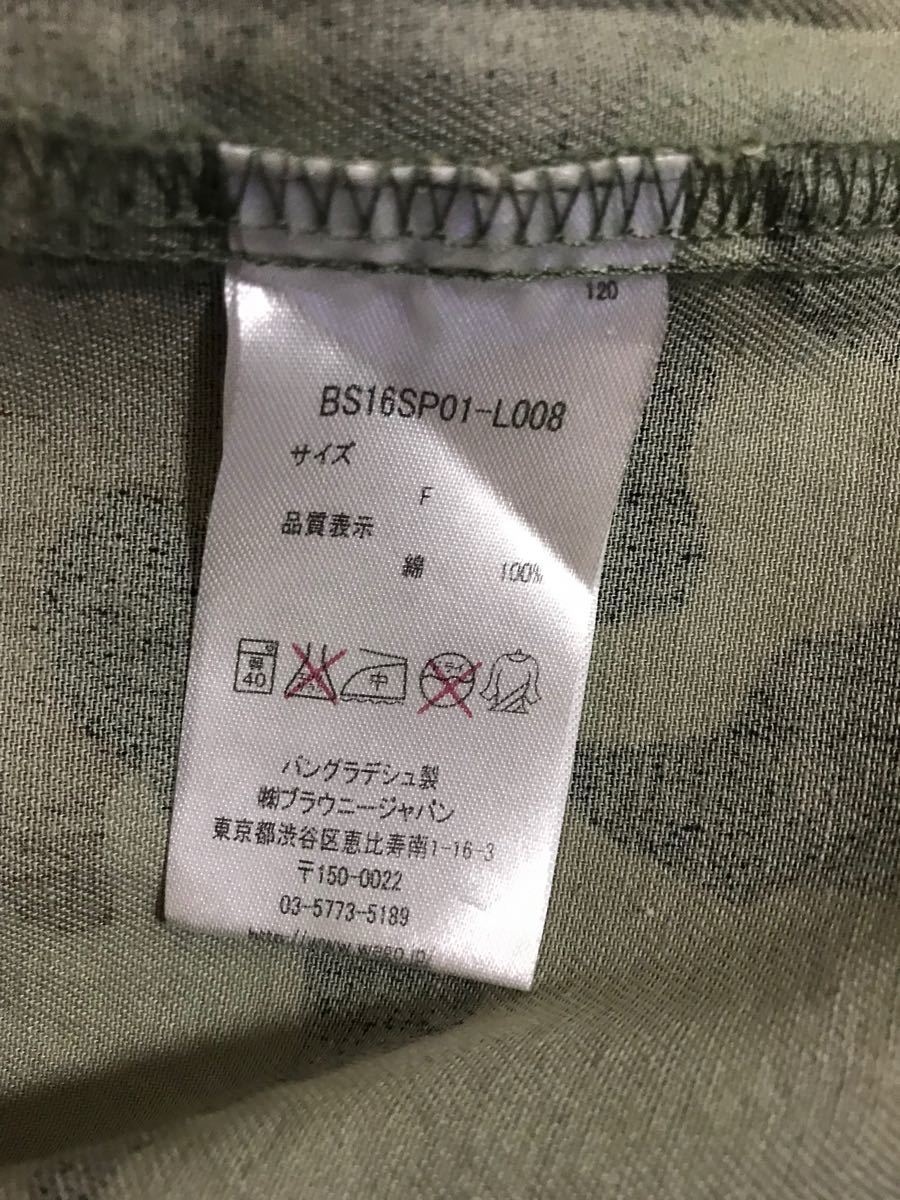 120
BS16SP01-L008
サイズ
F
品質表示
綿 100%
弱 40 中
バングラデシュ製
㈱ブラウニージャパン
東京都渋谷区恵比寿南1-16-3
〒150-0022
03-5773-5189